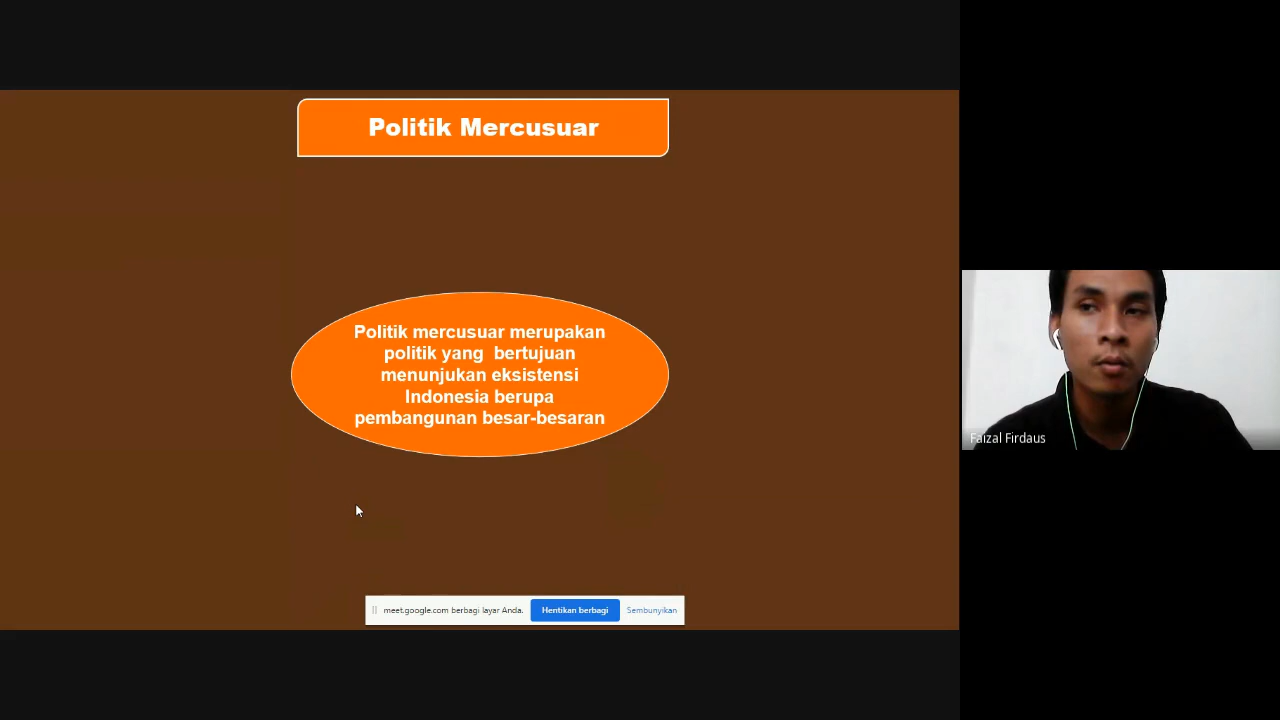 Politik Mercusuar
Politik mercusuar merupakan
politik yang  bertujuan
menunjukan eksistensi
Indonesia berupa
pembangunan besar-besaran
Faizal Firdaus
meet.google.com berbagi layar Anda.
Hentikan berbagi
Sembunyikan